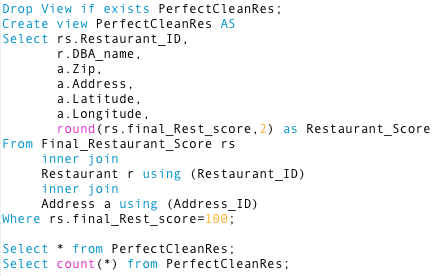 Drop View if exists PerfectCleanRes;
Create view PerfectCleanRes AS
Select rs.Restaurant_ID,
r.DBA_name,
a.Zip,
a.Address,
a.Latitude,
a.Longitude,
round(rs.final_Rest_score,2) as Restaurant_Score
From Final_Restaurant_Score rs
inner join
Restaurant r using (Restaurant_ID)
inner join
Address a using (Address_ID)
Where rs.final_Rest_score=100;
Select * from PerfectCleanRes;
Select count(*) from PerfectCleanRes;